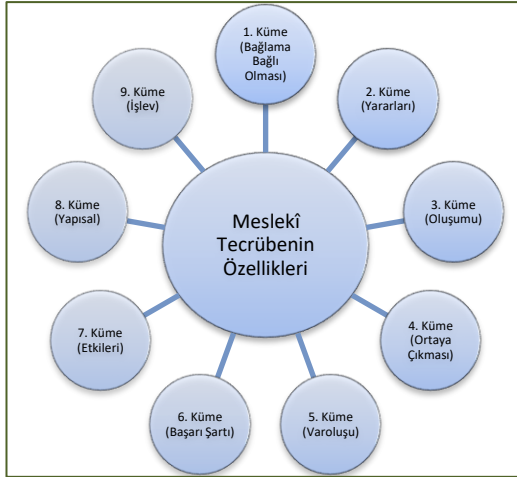 1. Küme
(Bağlama
Bağlı
Olması)
2. Küme
(Yararları)
3. Küme
(Oluşumu)
4. Küme
(Ortaya
Çıkması)
5. Küme
(Varoluşu)
6. Küme
(Başarı Şartı)
7. Küme
(Etkileri)
8. Küme
(Yapısal)
9. Küme
(İşlev)
Meslekî
Tecrübenin
Özellikleri